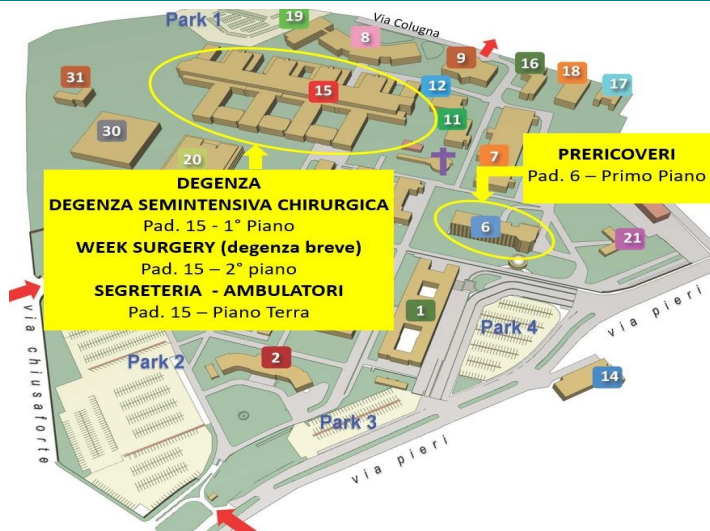 Park 1
19
Via Colugna
8
9
16
18
17
31
12
15
11
30
20
7
PRERICOVERI
Pad. 6 – Primo Piano
DEGENZA
DEGENZA SEMINTENSIVA CHIRURGICA
Pad. 15 - 1° Piano
WEEK SURGERY (degenza breve)
Pad. 15 – 2° piano
SEGRETERIA - AMBULATORI
Pad. 15 – Piano Terra
6
21
1
via chiusaforte
Park 2
2
Park 4
via pieri
14
Park 3
via pieri